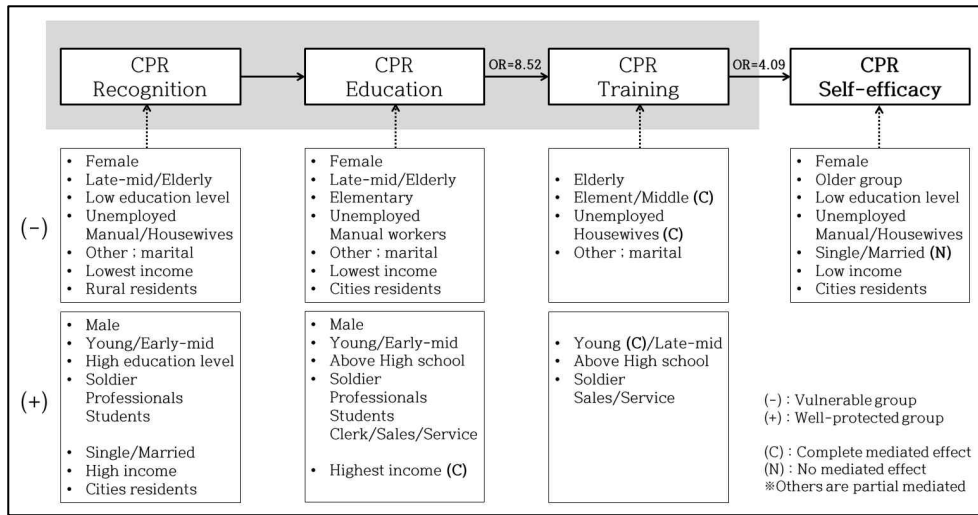 CPR
Recognition
CPR
Education
OR=8.52
CPR
Training
OR=4.09
CPR
Self-efficacy
(-)
• Female
• Late-mid/Elderly
• Low education level
• Unemployed
Manual/Housewives
• Other ; marital
• Lowest income
• Rural residents
• Female
• Late-mid/Elderly
• Elementary
• Unemployed
Manual workers
• Other ; marital
• Lowest income
• Cities residents
• Elderly
• Element/Middle (C)
• Unemployed
Housewives (C)
• Other ; marital
• Female
• Older group
• Low education level
• Unemployed
Manual/Housewives
• Single/Married (N)
• Low income
• Cities residents
(+)
• Male
• Young/Early-mid
• High education level
• Soldier
Professionals
Students
• Single/Married
• High income
• Cities residents
• Male
• Young/Early-mid
• Above High school
• Soldier
Professionals
Students
Clerk/Sales/Service
• Highest income (C)
• Young (C)/Late-mid
• Above High school
• Soldier
Sales/Service
(-) : Vulnerable group
(+) : Well-protected group
(C) : Complete mediated effect
(N) : No mediated effect
※Others are partial mediated